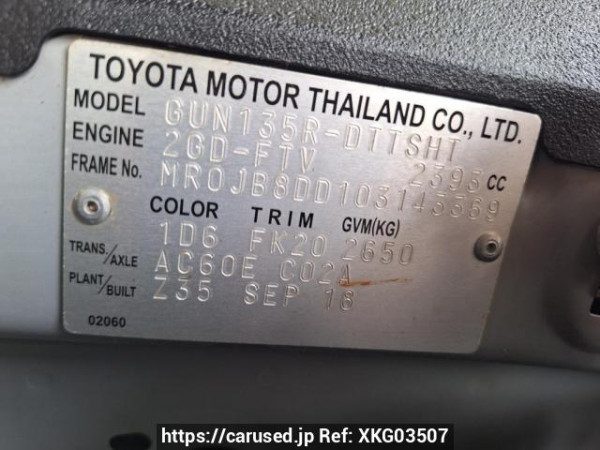 TOYOTA MOTOR THAILAND CO., LTD.
MODEL GUN135R-DTTSHT
ENGINE 2GD-FTV 2393 CC
FRAME No. MR0JB8DD103143369
COLOR TRIM GVM(KG)
1D6 FK20 2650
TRANS./AXLE AC60E C02A
PLANT/BUILT Z35 SEP 18
02060
https://carused.jp Ref: XKG03507